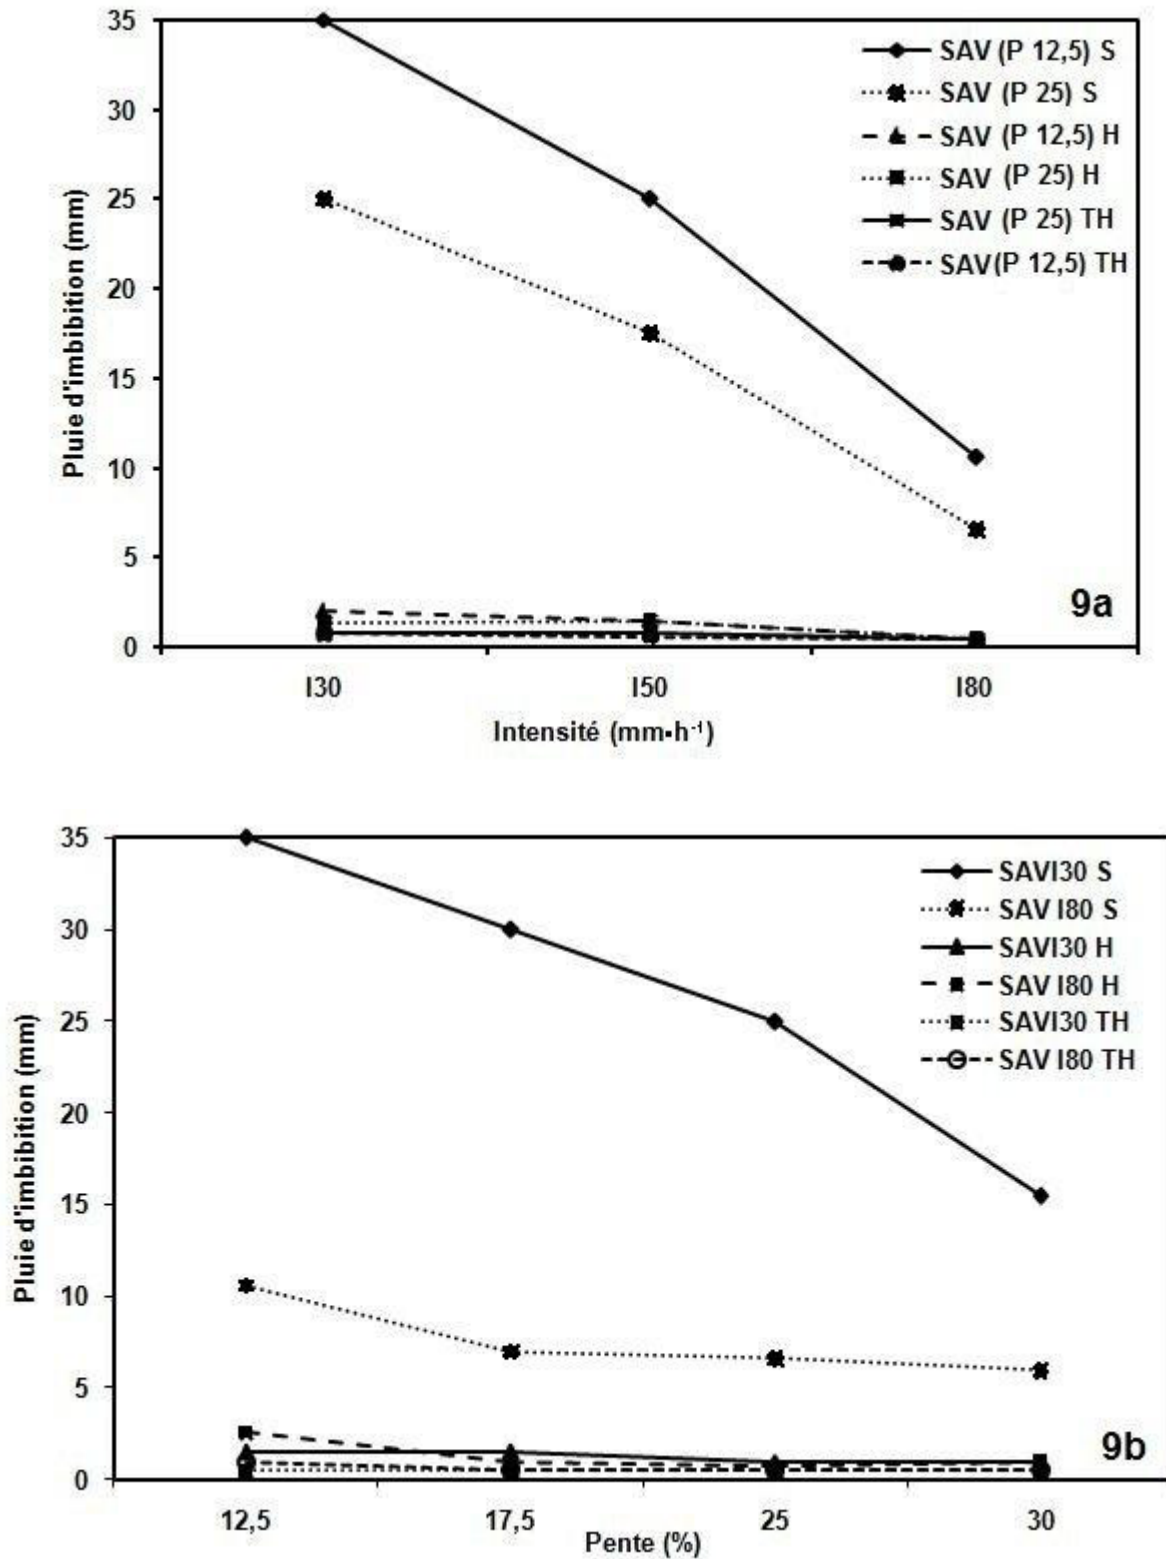 35
30
25
20
15
10
5
0
Pluie d'imbibition (mm)
SAV (P 12,5) S
SAV (P 25) S
SAV (P 12,5) H
SAV (P 25) H
SAV (P 25) TH
SAV(P 12,5) TH
9a
I30 I50 I80
Intensité (mm▪h⁻¹)
35
30
25
20
15
10
5
0
Pluie d'imbibition (mm)
SAVI30 S
SAV I80 S
SAVI30 H
SAV I80 H
SAVI30 TH
SAV I80 TH
9b
12,5 17,5 25 30
Pente (%)